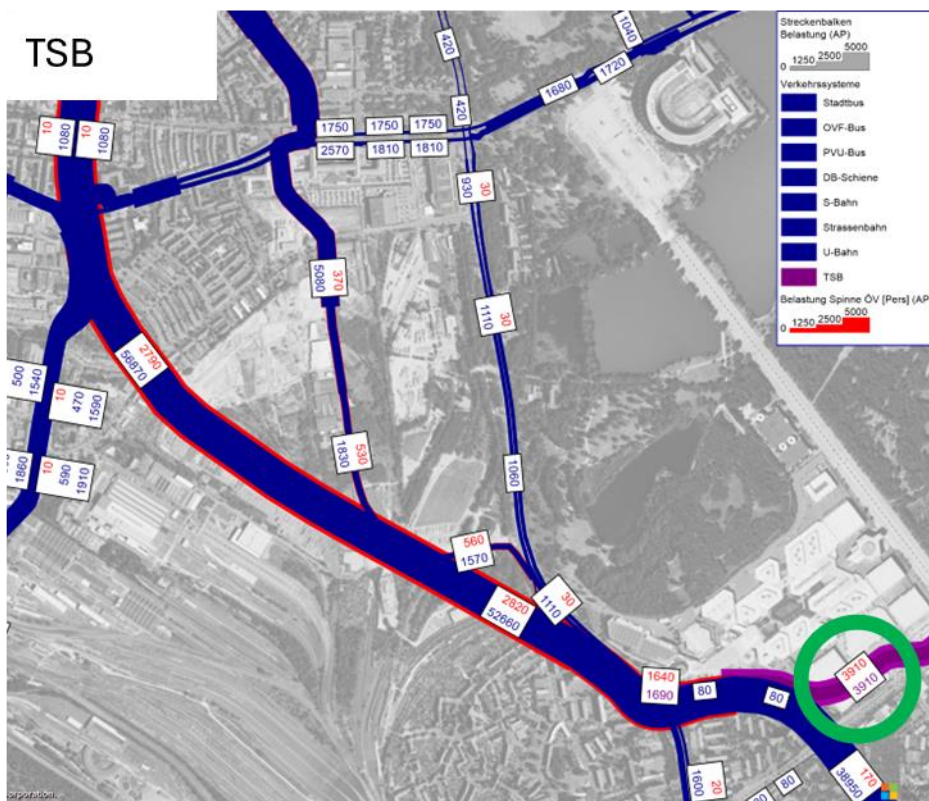 TSB
Streckenbalken
Belastung (AP)
0 1250 2500 5000
Verkehrssysteme
Stadtbus
OVF-Bus
PVU-Bus
DB-Schiene
S-Bahn
Strassenbahn
U-Bahn
TSB
Belastung Spinne ÖV [Pers] (AP
0 1250 2500 5000
420
1040
1720
1680
420
10
1080
10
1080
1750 1750 1750
2570 1810 1810
30
930
370
5080
30
1110
2790
56870
500
1540
10
470
1590
530
1830
1860
10
590
1910
1060
560
1570
30
1110
2820
52660
1640
1690
80
80
3910
3910
170
38950
20
1600
80
80
orporation.